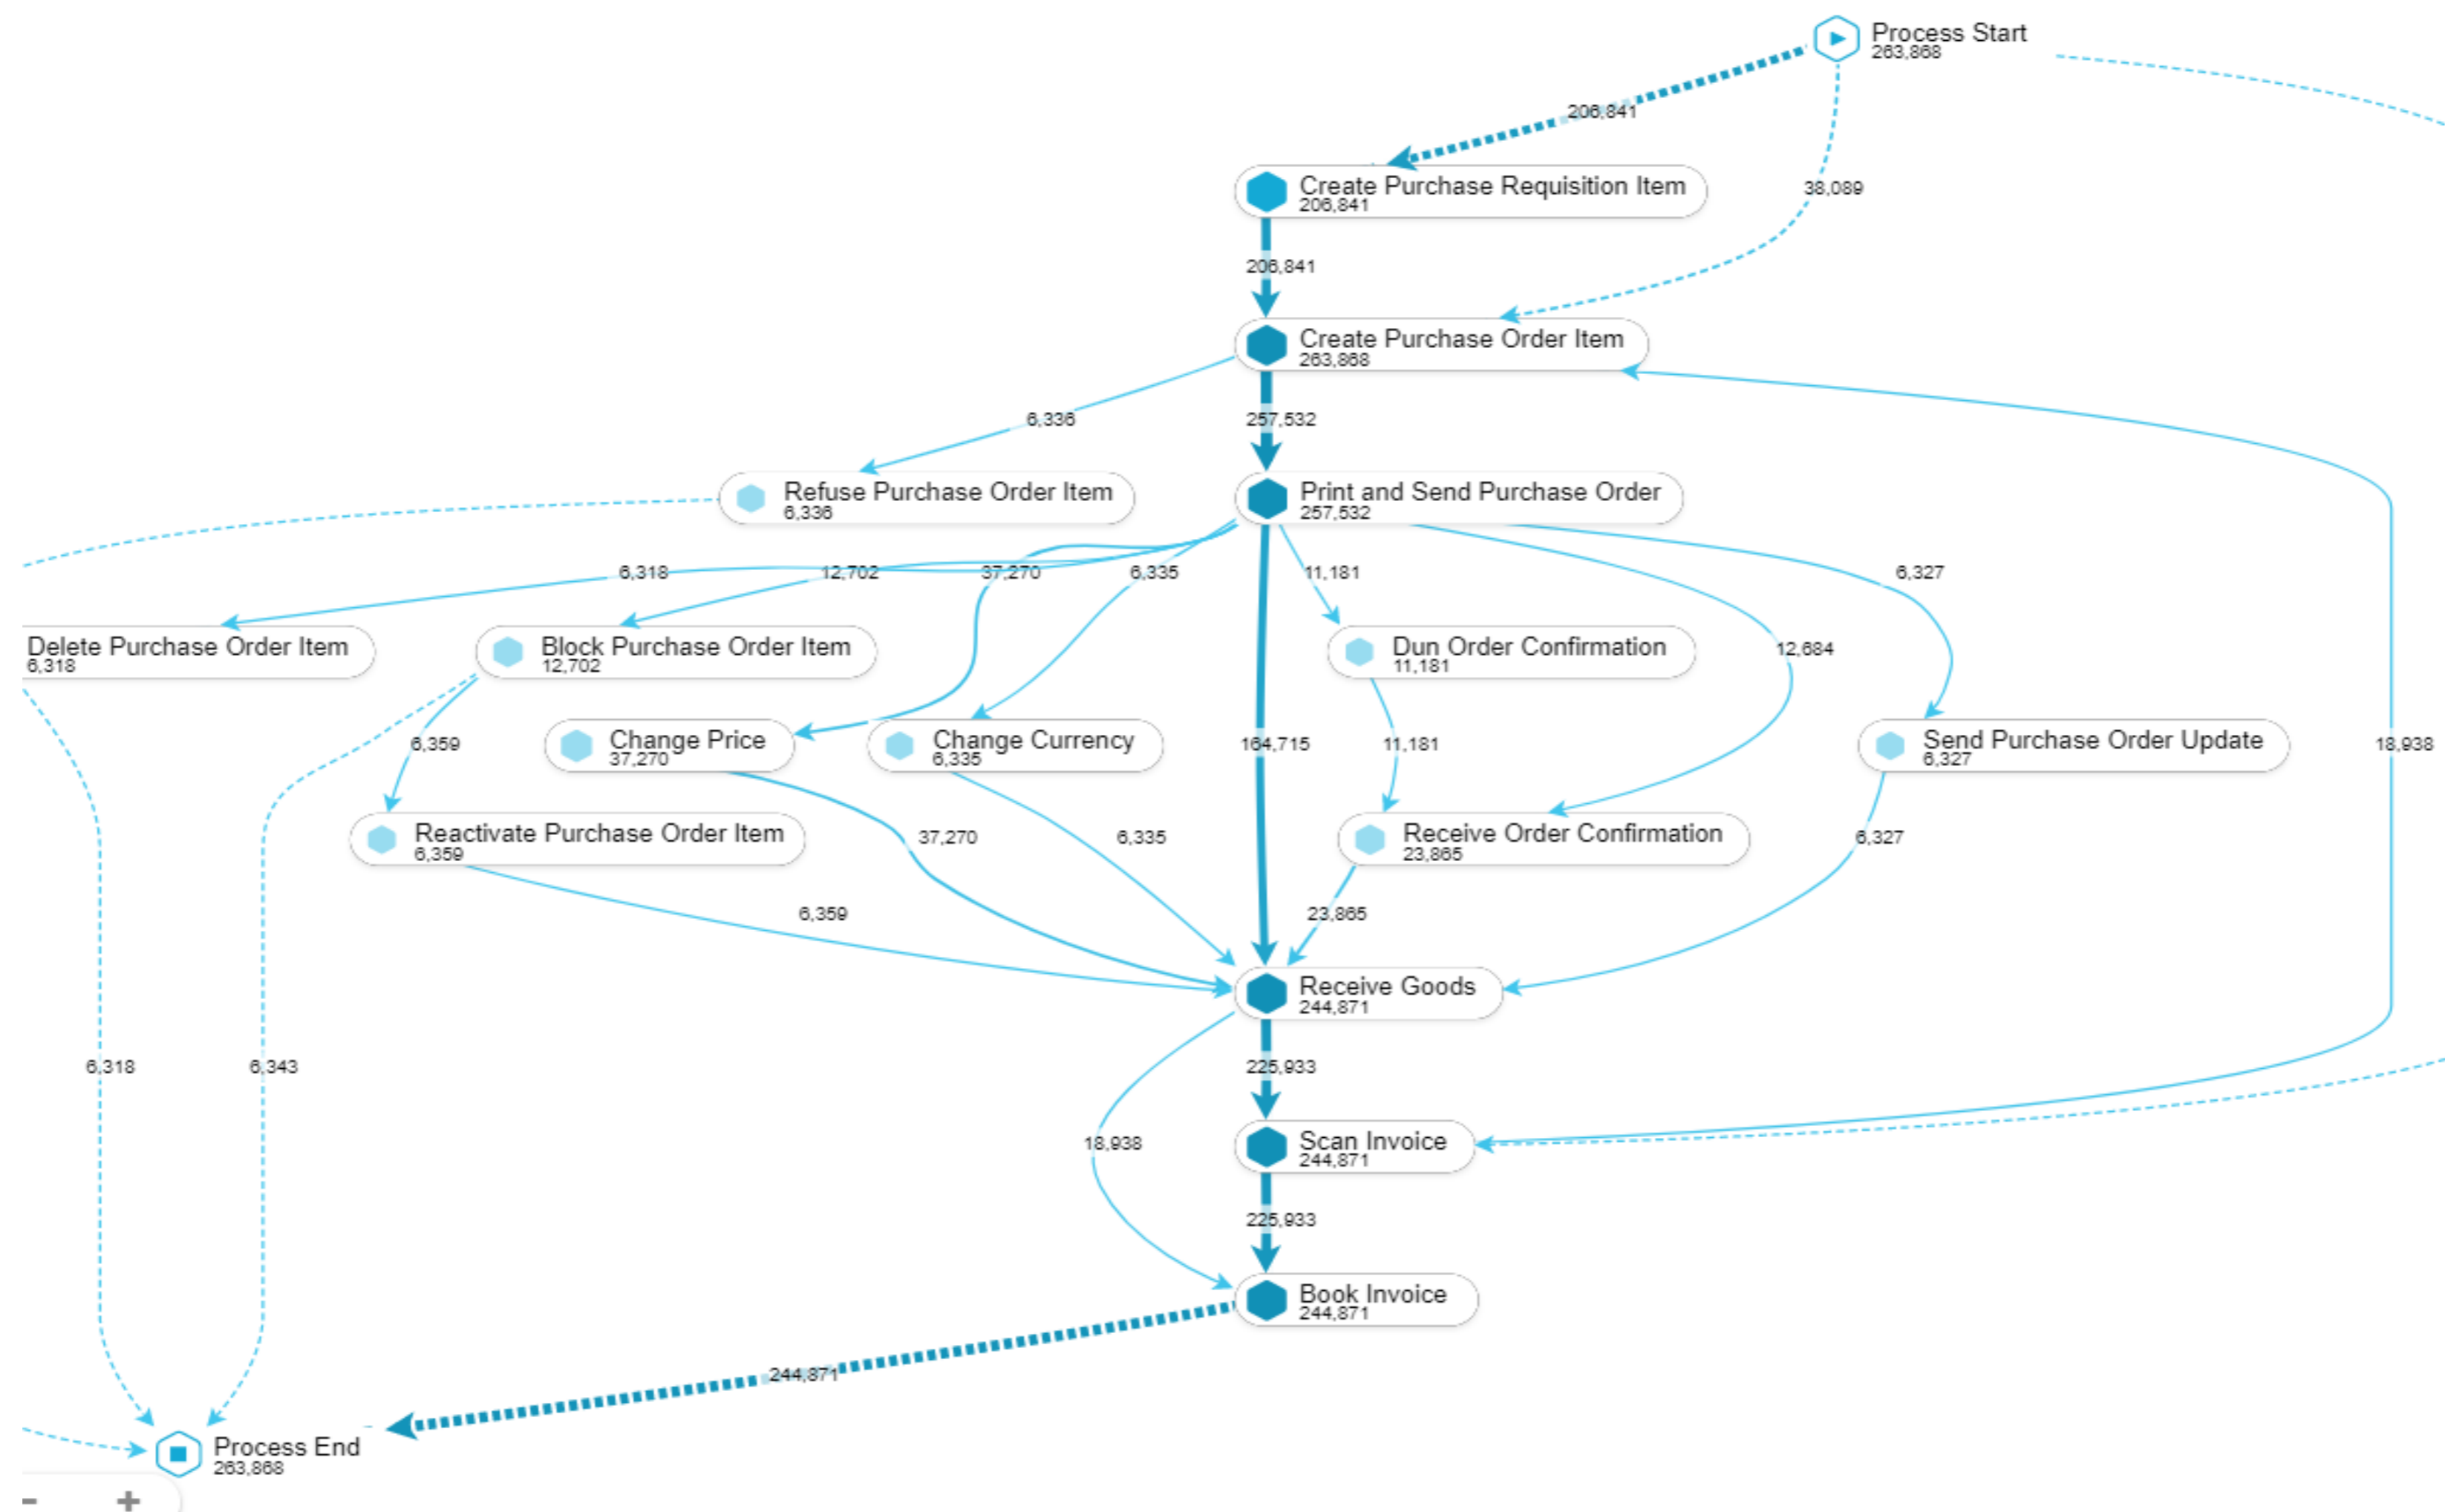 Process Start
263,868
206,841
Create Purchase Requisition Item
206,841
38,089
206,841
Create Purchase Order Item
263,868
6,336
257,532
Refuse Purchase Order Item
6,336
Print and Send Purchase Order
257,532
6,318
12,702
37,270
6,335
11,181
6,327
Delete Purchase Order Item
6,318
Block Purchase Order Item
12,702
Dun Order Confirmation
11,181
12,684
6,359
Change Price
37,270
Change Currency
6,335
164,715
11,181
Send Purchase Order Update
6,327
18,938
Reactivate Purchase Order Item
6,359
37,270
6,335
Receive Order Confirmation
23,865
6,327
6,359
23,865
Receive Goods
244,871
6,318
6,343
225,933
18,938
Scan Invoice
244,871
225,933
Book Invoice
244,871
244,871
Process End
263,868